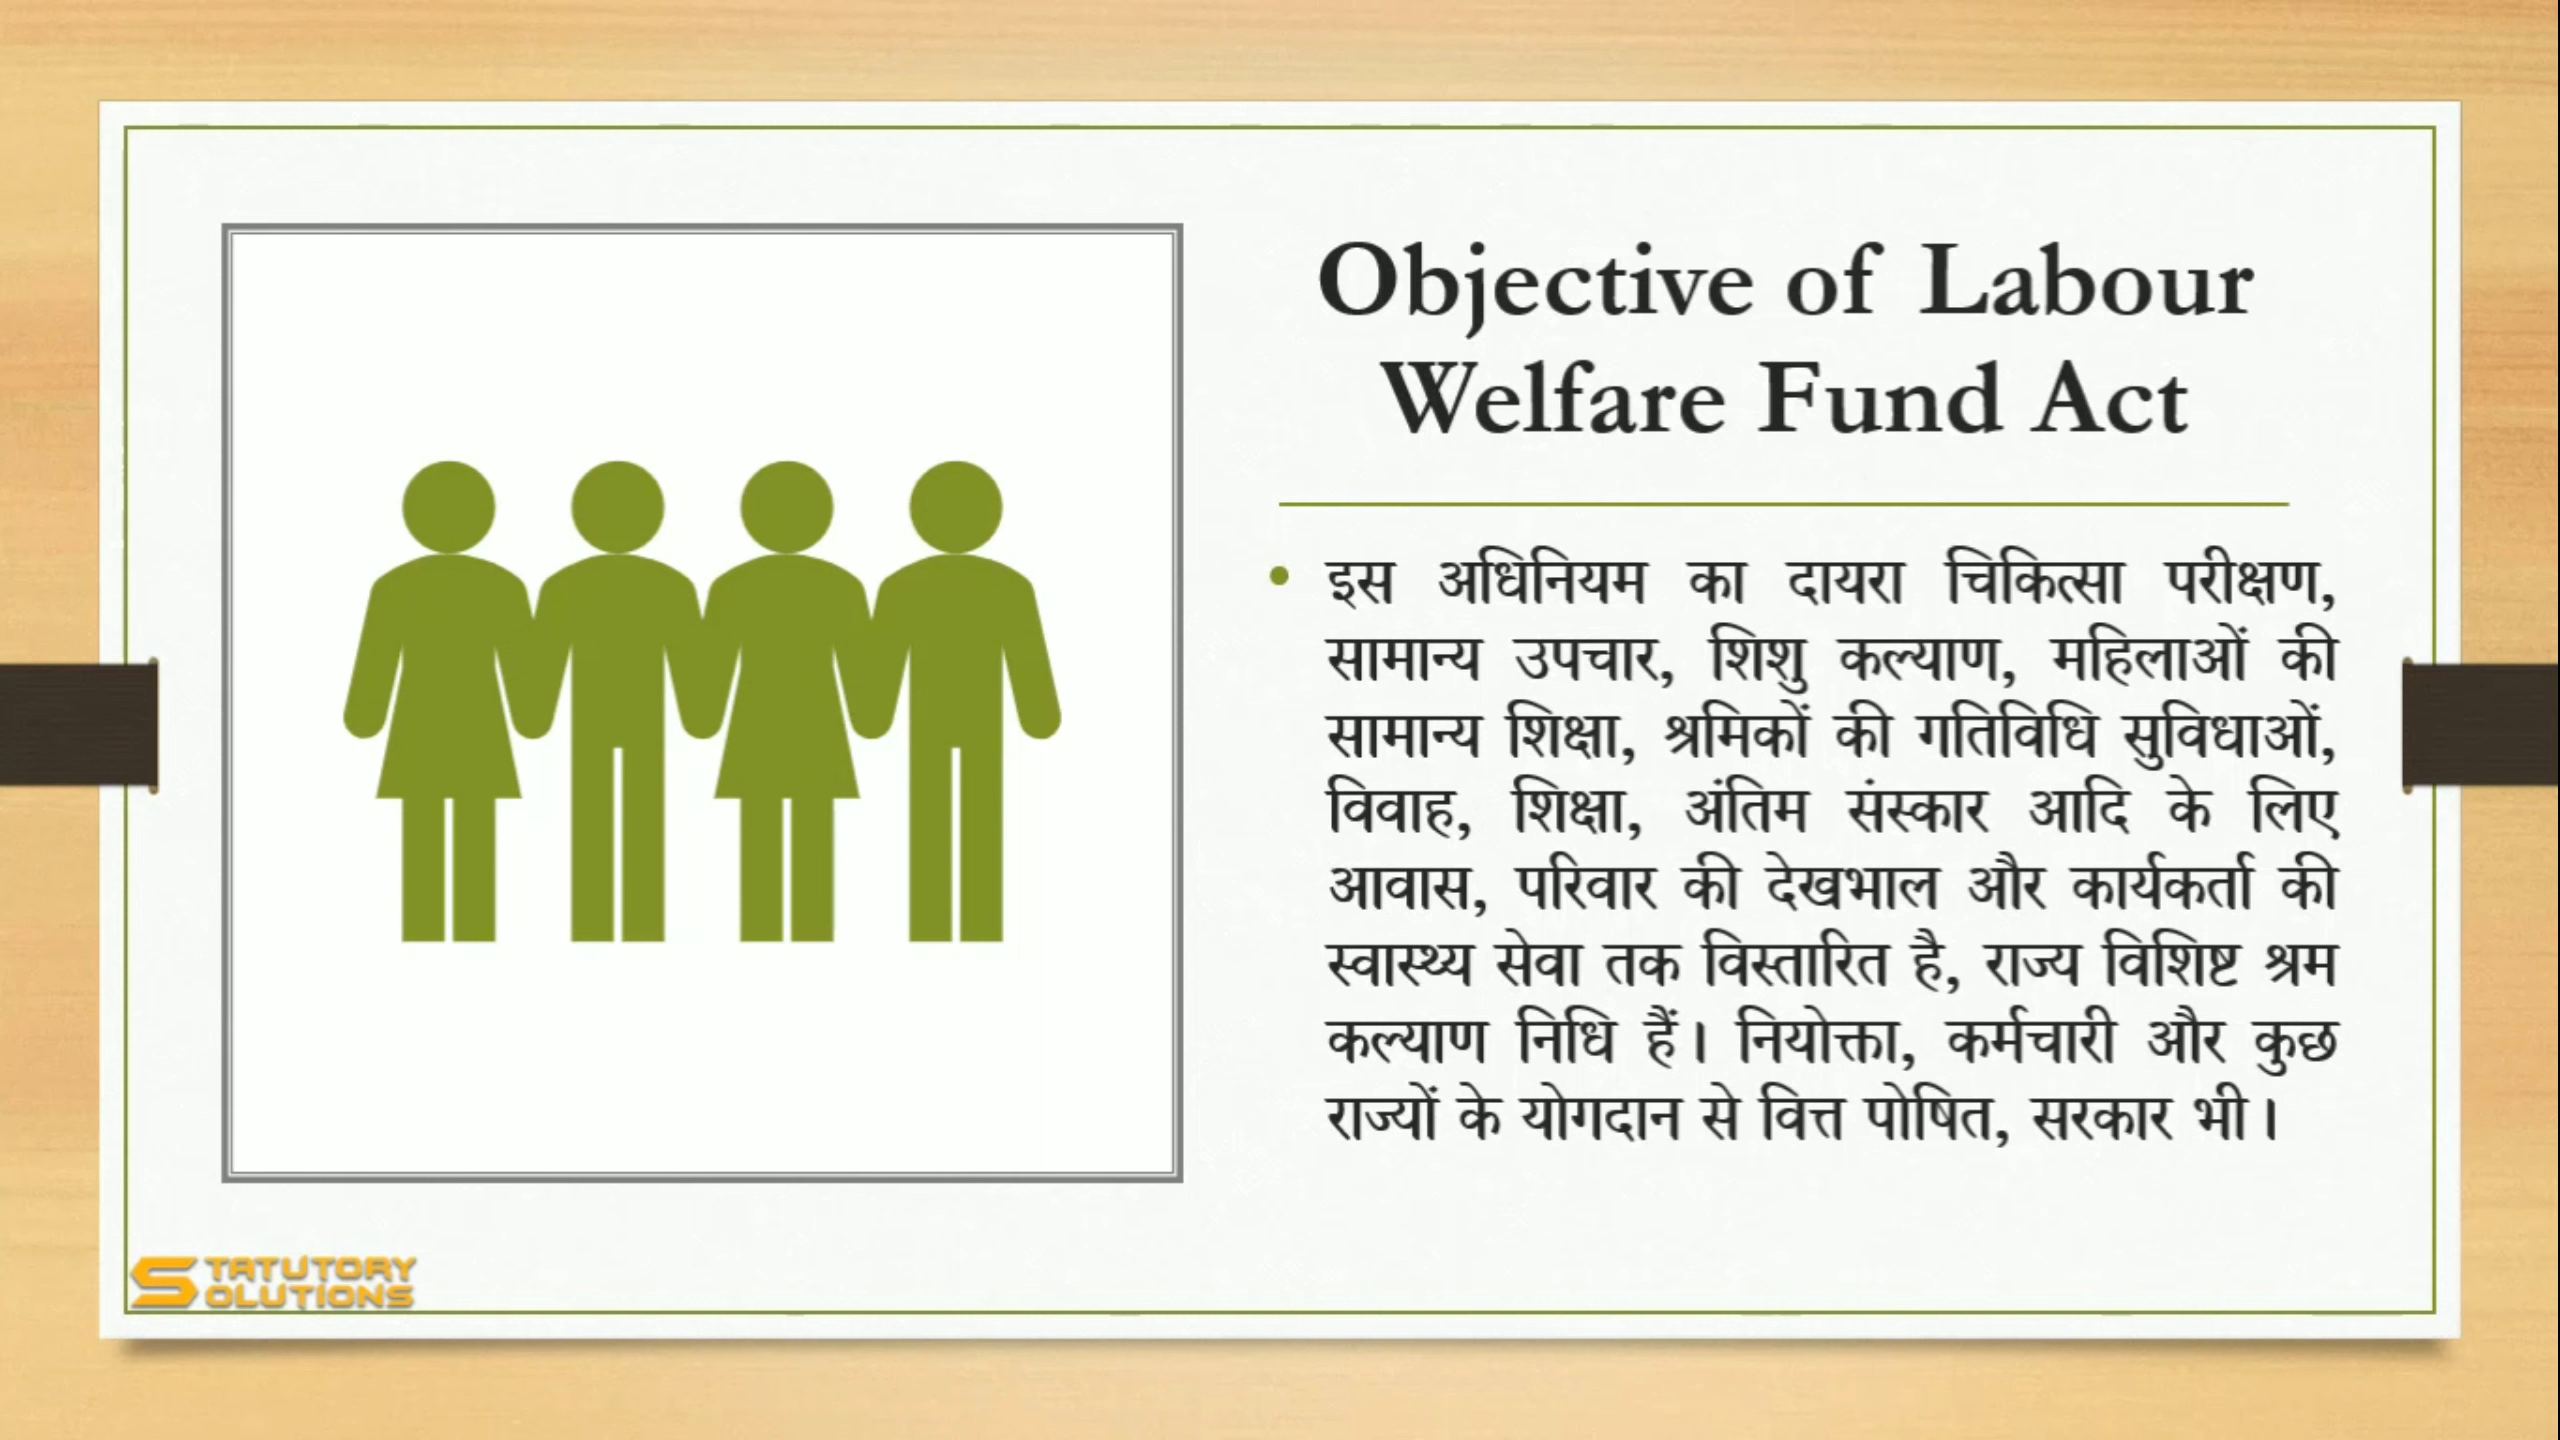 Objective of Labour
Welfare Fund Act
• इस अधिनियम का दायरा चिकित्सा परीक्षण,
सामान्य उपचार, शिशु कल्याण, महिलाओं की
सामान्य शिक्षा, श्रमिकों की गतिविधि सुविधाओं,
विवाह, शिक्षा, अंतिम संस्कार आदि के लिए
आवास, परिवार की देखभाल और कार्यकर्ता की
स्वास्थ्य सेवा तक विस्तारित है, राज्य विशिष्ट श्रम
कल्याण निधि हैं। नियोक्ता, कर्मचारी और कुछ
राज्यों के योगदान से वित्त पोषित, सरकार भी।
STATUTORY
SOLUTIONS